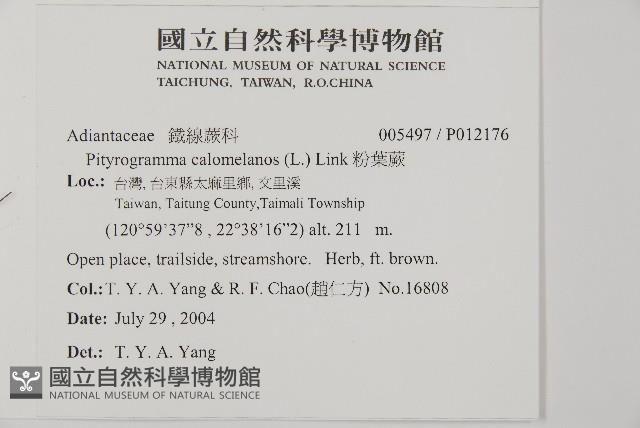 國立自然科學博物館
NATIONAL MUSEUM OF NATURAL SCIENCE
TAICHUNG, TAIWAN, R.O.CHINA
Adiantaceae 鐵線蕨科 005497 / P012176
Pityrogramma calomelanos (L.) Link 粉葉蕨
Loc.: 台灣, 台東縣太麻里鄉, 文里溪
Taiwan, Taitung County,Taimali Township
(120°59'37"8 , 22°38'16"2) alt. 211 m.
Open place, trailside, streamshore. Herb, ft. brown.
Col.: T. Y. A. Yang & R. F. Chao(趙仁方) No.16808
Date: July 29 , 2004
Det.: T. Y. A. Yang
國立自然科學博物館
NATIONAL MUSEUM OF NATURAL SCIENCE